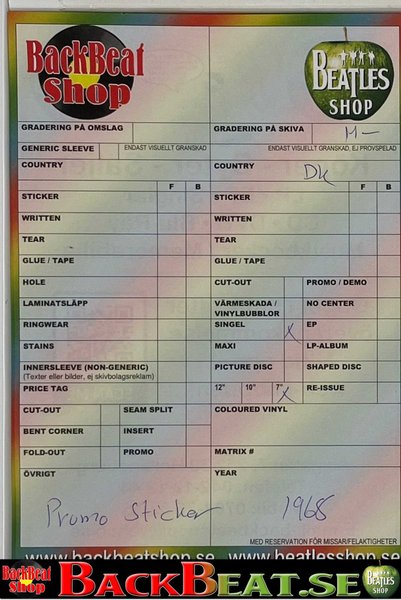 BackBeat
Shop
BEATLES
SHOP
GRADERING PÅ OMSLAG
GRADERING PÅ SKIVA M-
GENERIC SLEEVE ENDAST VISUELLT GRANSKAD
ENDAST VISUELLT GRANSKAD, EJ PROVSPELAD
COUNTRY
COUNTRY DK
F B
F B
STICKER
STICKER
WRITTEN
WRITTEN
TEAR
TEAR
GLUE / TAPE
GLUE / TAPE
HOLE
CUT-OUT PROMO / DEMO
LAMINATSLÄPP
VÄRMESKADA / NO CENTER
VINYLBUBBLOR
RINGWEAR
SINGEL X EP
STAINS
MAXI LP-ALBUM
INNERSLEEVE (NON-GENERIC)
(Texter eller bilder, ej skivbolagsreklam)
PICTURE DISC SHAPED DISC
PRICE TAG
12" 10" 7" X RE-ISSUE
CUT-OUT SEAM SPLIT
COLOURED VINYL
BENT CORNER INSERT
FOLD-OUT PROMO
MATRIX #
ÖVRIGT
YEAR
Promo Sticker
1968
MED RESERVATION FÖR MISSAR/FELAKTIGHETER
www.backbeatshop.se
www.beatlesshop.se
BackBeat
Shop
BACKBEAT.SE
BEATLES
SHOP